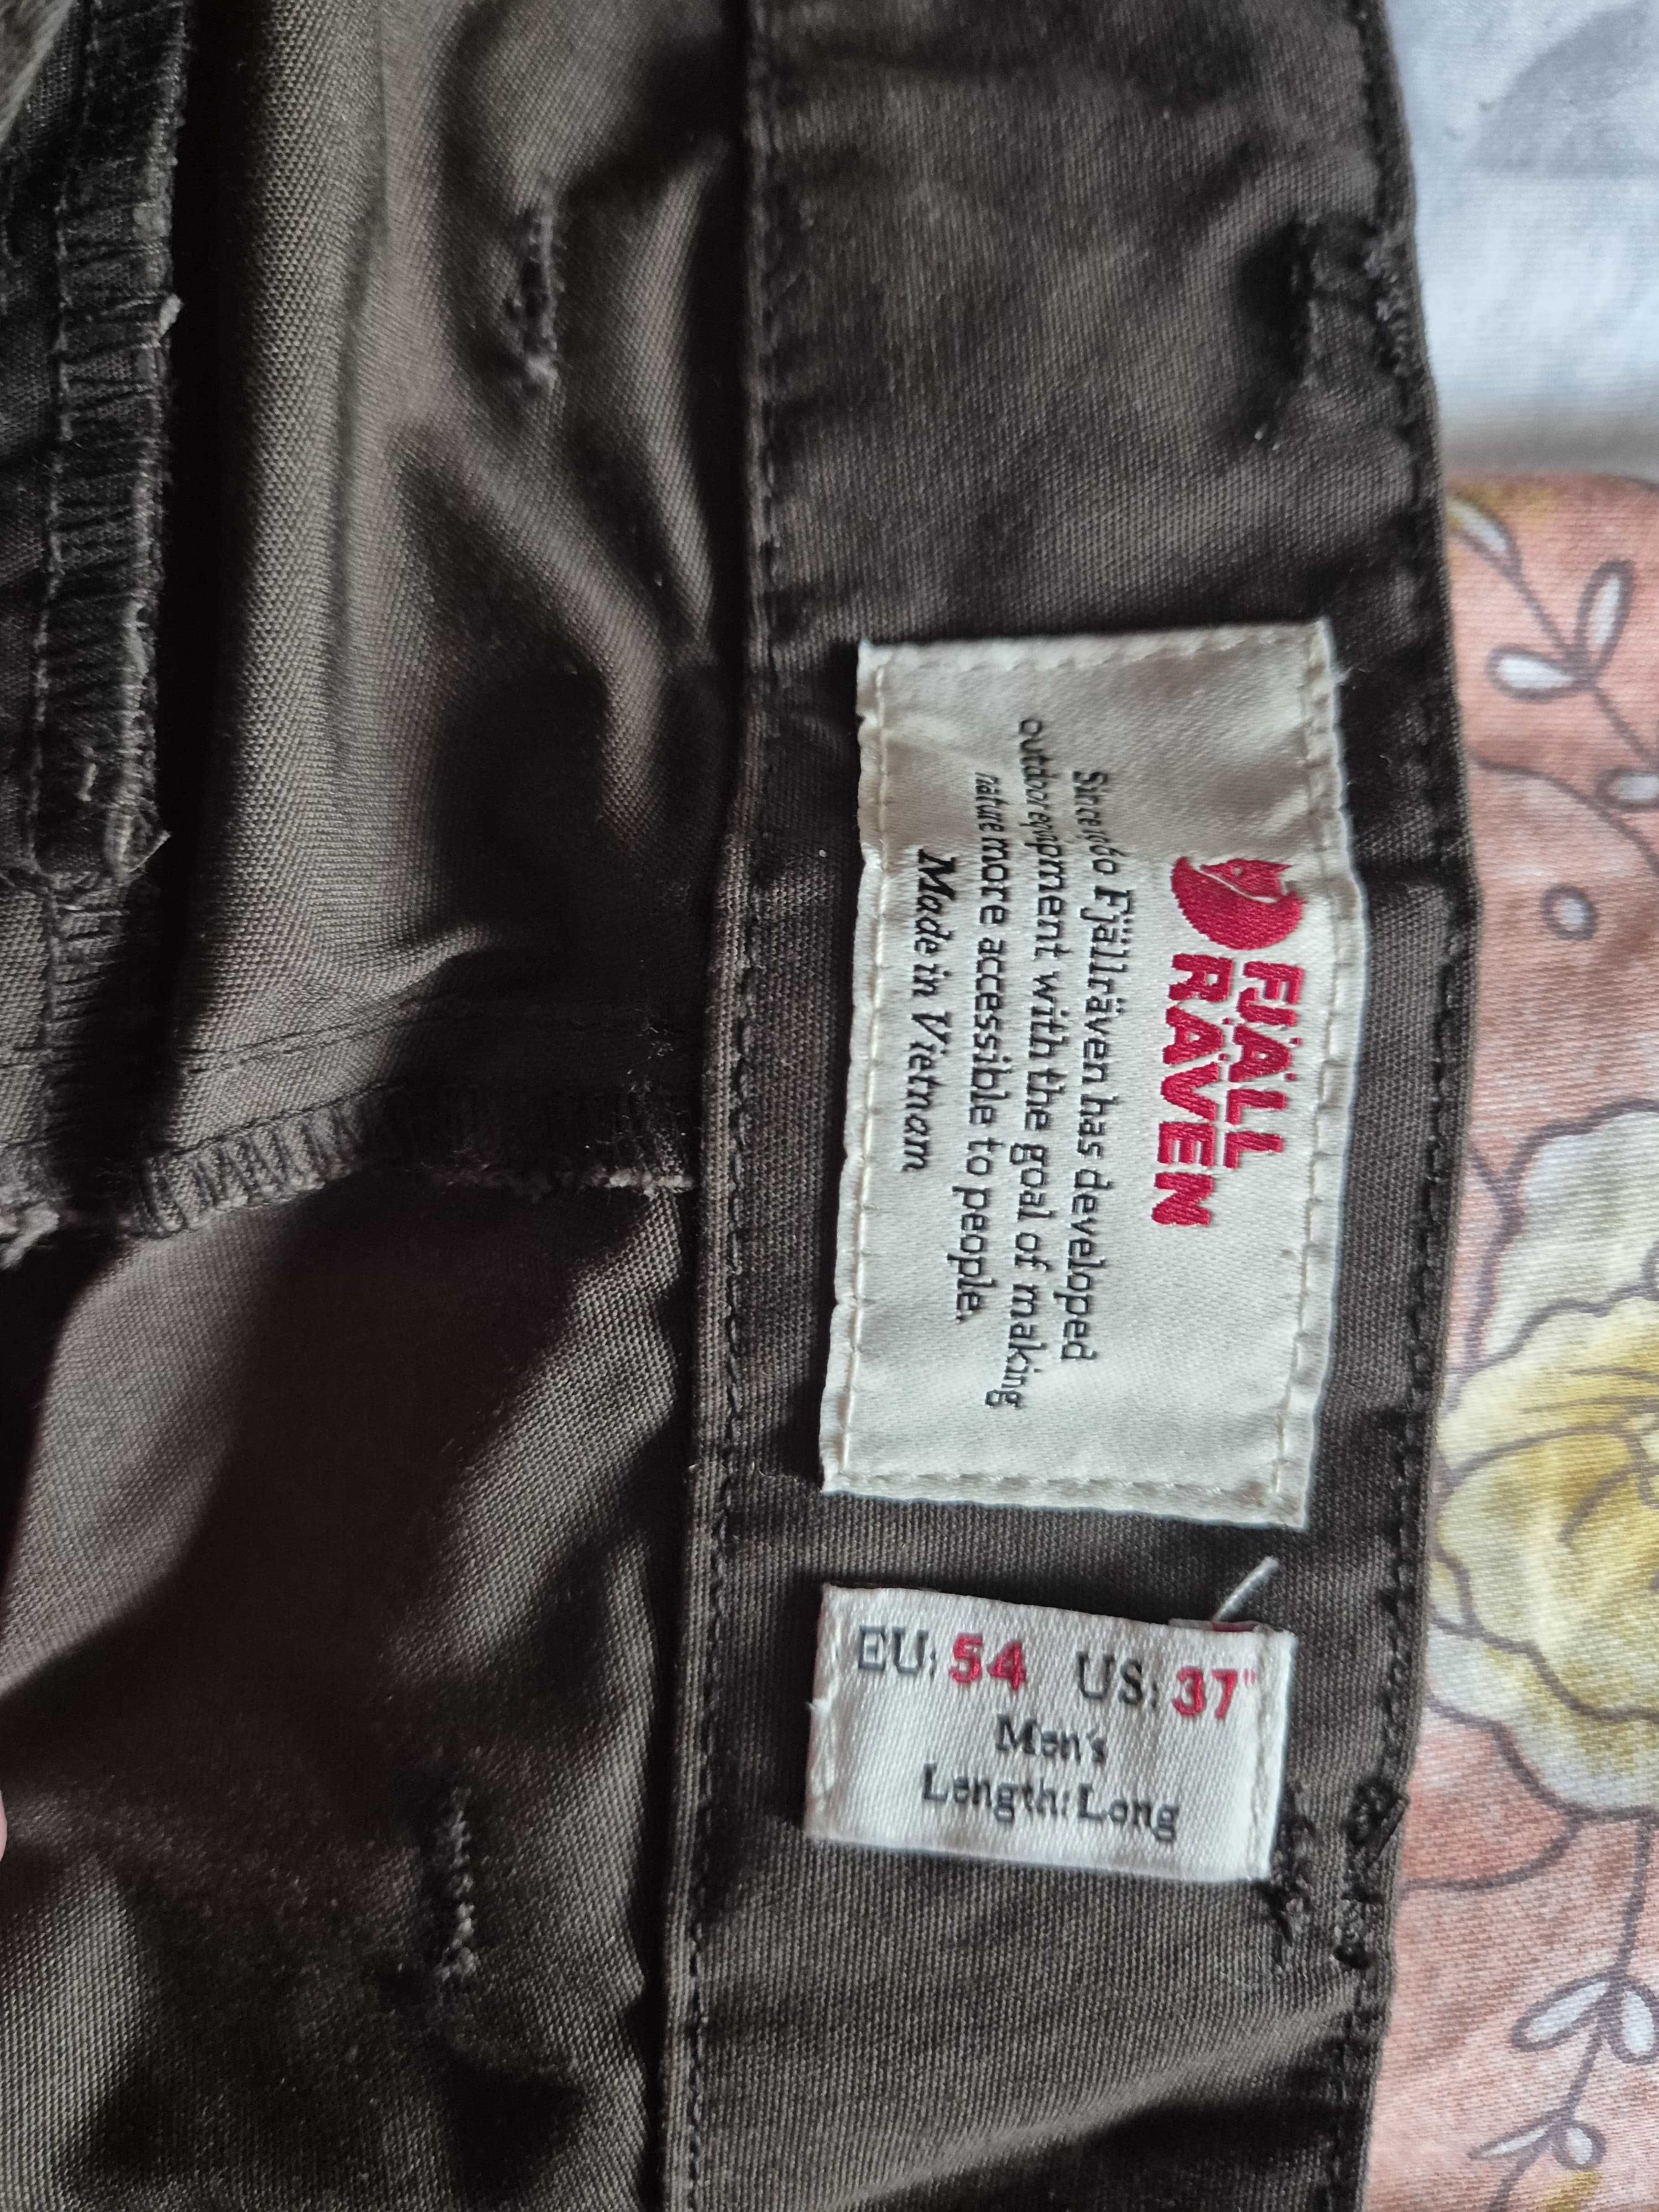 FJÄLL
RÄVEN
Since 1960 Fjällräven has developed
outdoor equipment with the goal of making
nature more accessible to people.
Made in Vietnam
EU: 54 US: 37"
Men's
Length: Long